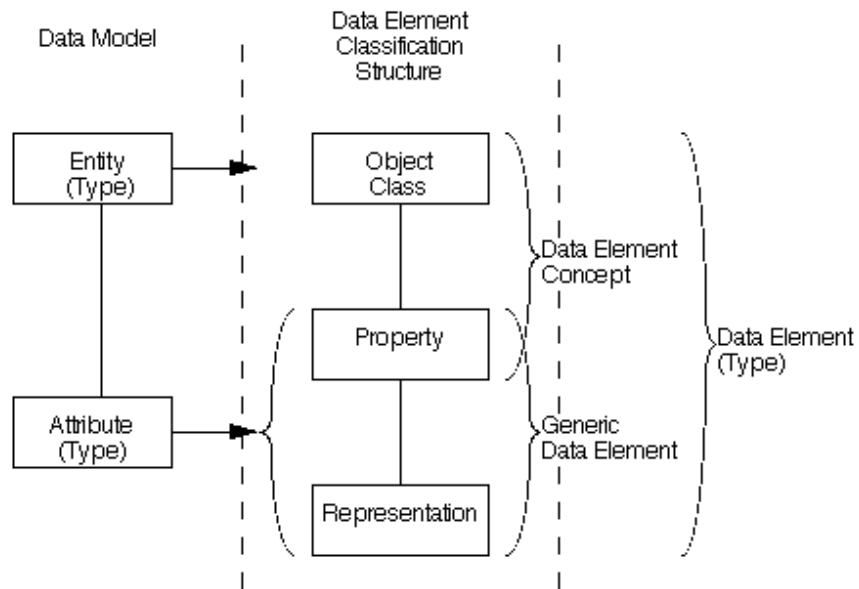 Data Model
Data Element
Classification
Structure
Entity
(Type)
Object
Class
Data Element
Concept
Property
Data Element
(Type)
Attribute
(Type)
Generic
Data Element
Representation